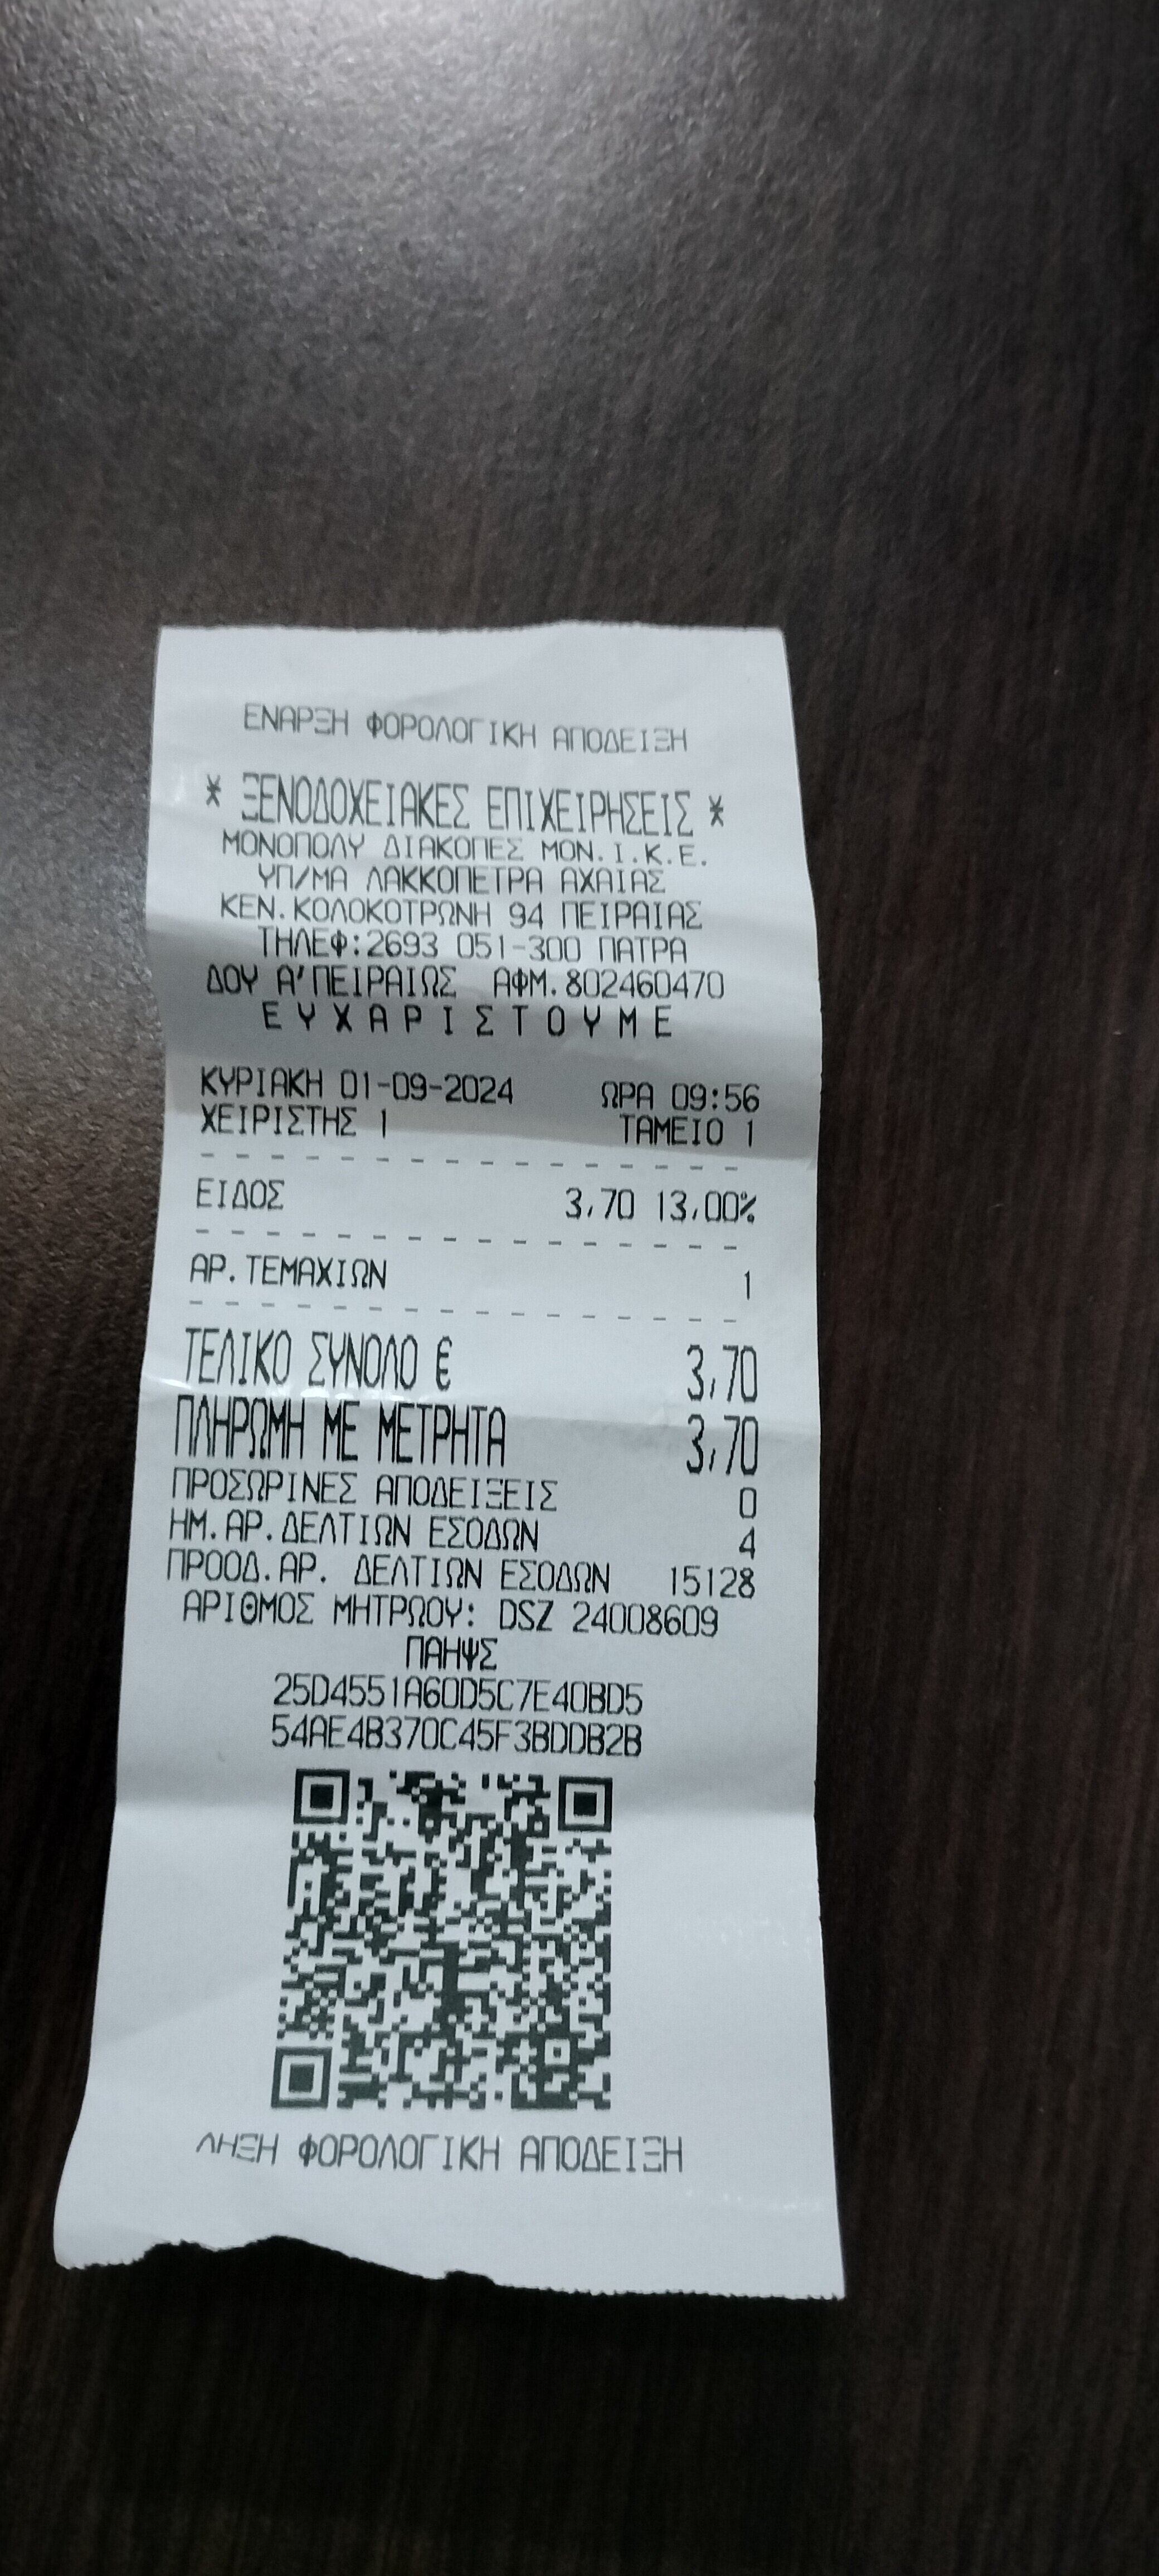 ΕΝΑΡΞΗ ΦΟΡΟΛΟΓΙΚΗ ΑΠΟΔΕΙΞΗ
* ΞΕΝΟΔΟΧΕΙΑΚΕΣ ΕΠΙΧΕΙΡΗΣΕΙΣ *
ΜΟΝΟΠΟΛΥ ΔΙΑΚΟΠΕΣ ΜΟΝ.Ι.Κ.Ε.
ΥΠ/ΜΑ ΛΑΚΚΟΠΕΤΡΑ ΑΧΑΙΑΣ
ΚΕΝ.ΚΟΛΟΚΟΤΡΩΝΗ 94 ΠΕΙΡΑΙΑΣ
ΤΗΛΕΦ:2693 051-300 ΠΑΤΡΑ
ΔΟΥ Α'ΠΕΙΡΑΙΩΣ ΑΦΜ.802460470
Ε Υ Χ Α Ρ Ι Σ Τ Ο Υ Μ Ε
ΚΥΡΙΑΚΗ 01-09-2024 ΩΡΑ 09:56
ΧΕΙΡΙΣΤΗΣ 1 ΤΑΜΕΙΟ 1
ΕΙΔΟΣ 3,70 13,00%
ΑΡ.ΤΕΜΑΧΙΩΝ 1
ΤΕΛΙΚΟ ΣΥΝΟΛΟ € 3,70
ΠΛΗΡΩΜΗ ΜΕ ΜΕΤΡΗΤΑ 3,70
ΠΡΟΣΩΡΙΝΕΣ ΑΠΟΔΕΙΞΕΙΣ 0
ΗΜ.ΑΡ.ΔΕΛΤΙΩΝ ΕΣΟΔΩΝ 4
ΠΡΟΟΔ.ΑΡ. ΔΕΛΤΙΩΝ ΕΣΟΔΩΝ 15128
ΑΡΙΘΜΟΣ ΜΗΤΡΩΟΥ: DSZ 24008609
ΠΑΗΨΣ
25D4551A60D5C7E40BD5
54AE4B370C45F3BDDB2B
ΛΗΞΗ ΦΟΡΟΛΟΓΙΚΗ ΑΠΟΔΕΙΞΗ